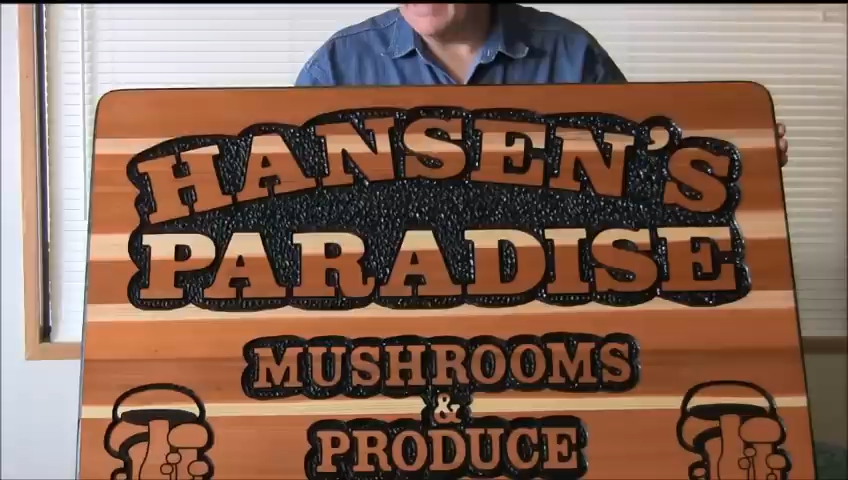 HANSEN'S
PARADISE
MUSHROOMS
&
PRODUCE